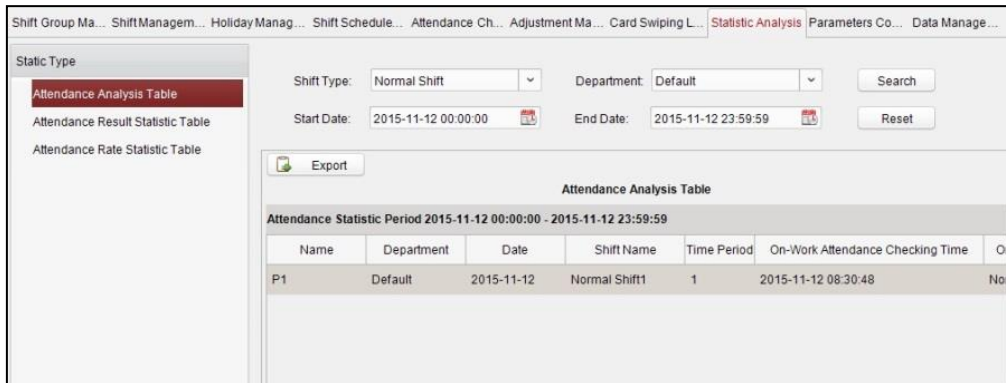 Shift Group Ma... Shift Managem... Holiday Manag... Shift Schedule... Attendance Ch... Adjustment Ma... Card Swiping L... Statistic Analysis Parameters Co... Data Manage...
Static Type
Attendance Analysis Table
Attendance Result Statistic Table
Attendance Rate Statistic Table
Shift Type: Normal Shift Department: Default Search
Start Date: 2015-11-12 00:00:00 End Date: 2015-11-12 23:59:59 Reset
Export
Attendance Analysis Table
Attendance Statistic Period 2015-11-12 00:00:00 - 2015-11-12 23:59:59
Name Department Date Shift Name Time Period On-Work Attendance Checking Time
P1 Default 2015-11-12 Normal Shift1 1 2015-11-12 08:30:48